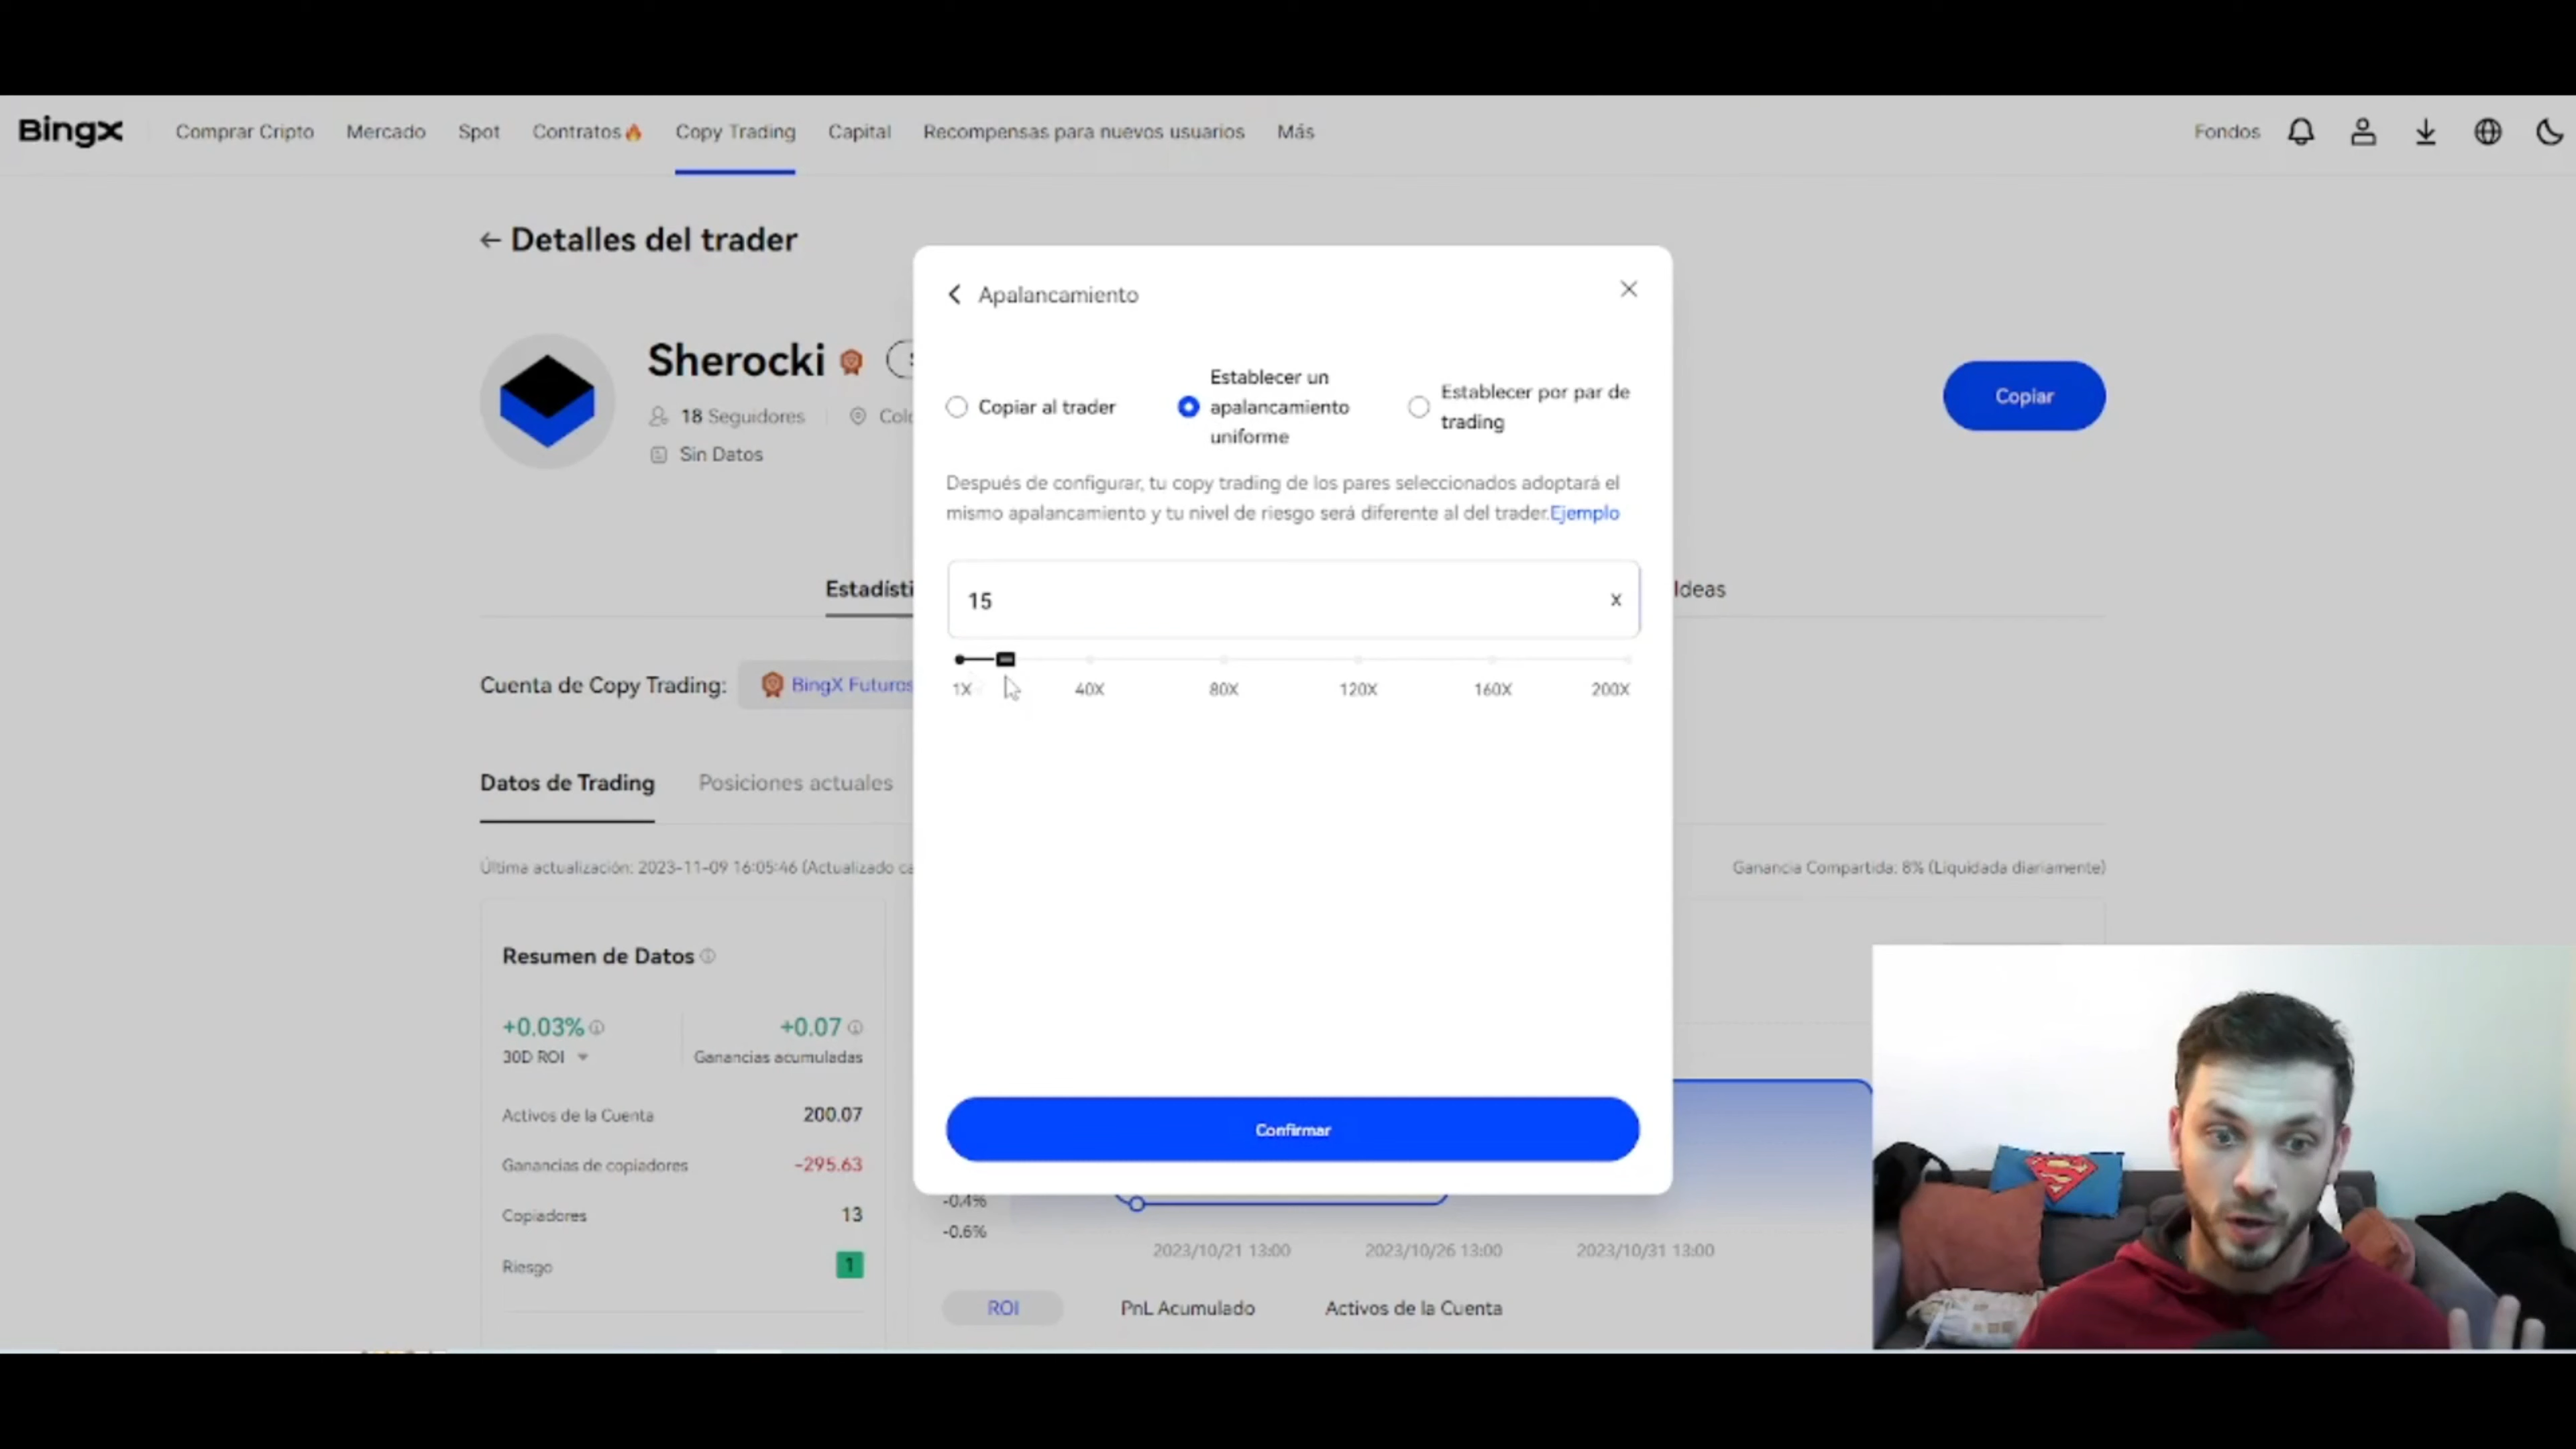 BingX
Comprar Cripto
Mercado
Spot
Contratos
Copy Trading
Capital
Recompensas para nuevos usuarios
Más
Fondos
Detalles del trader
Sherocki
18 Seguidores
Sin Datos
Copiar
Apalancamiento
Copiar al trader
Establecer un
apalancamiento
uniforme
Establecer por par de
trading
Después de configurar, tu copy trading de los pares seleccionados adoptará el
mismo apalancamiento y tu nivel de riesgo será diferente al del trader.Ejemplo
15
X
1X
40X
80X
120X
160X
200X
Confirmar
Ideas
Cuenta de Copy Trading:
BingX Futuros
Datos de Trading
Posiciones actuales
Última actualización: 2023-11-09 16:05:46 (Actualizado
Ganancia Compartida: 8% (Liquidada diariamente)
Resumen de Datos
+0.03%
30D ROI
+0.07
Ganancias acumuladas
Activos de la Cuenta
200.07
Ganancias de copiadores
-295.63
Copiadores
13
Riesgo
1
-0.4%
-0.6%
2023/10/21 13:00
2023/10/26 13:00
2023/10/31 13:00
ROI
PnL Acumulado
Activos de la Cuenta